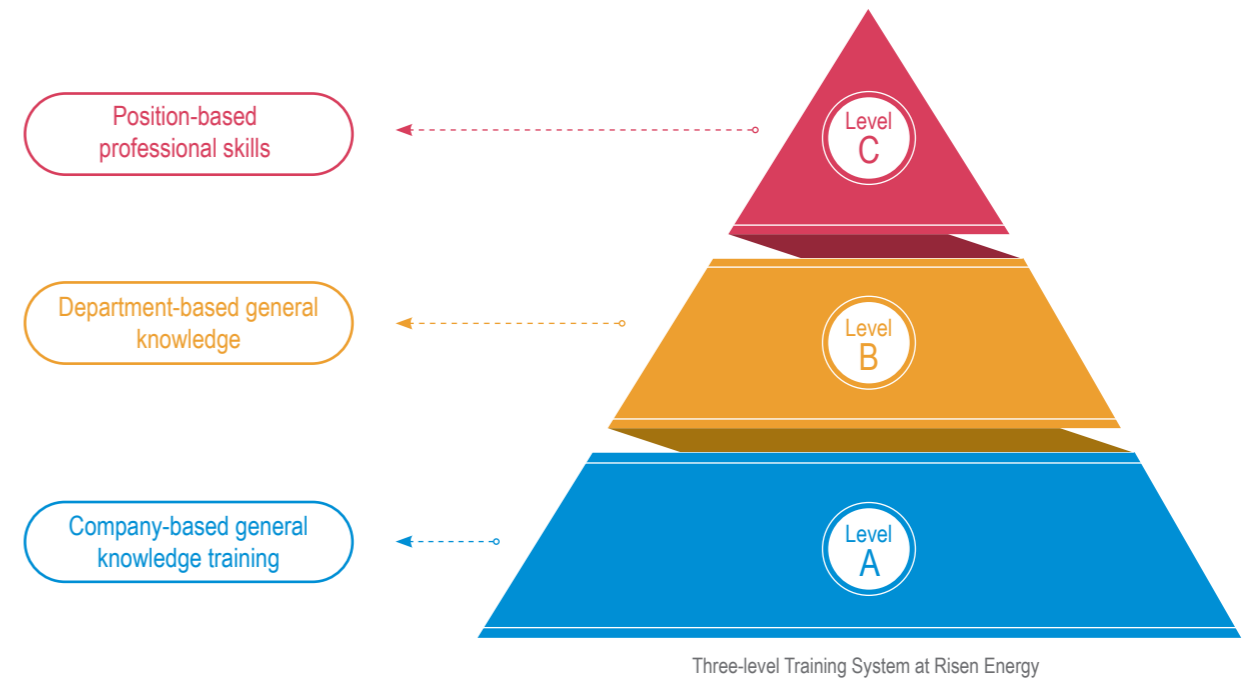 Position-based
professional skills
Level
C
Department-based general
knowledge
Level
B
Company-based general
knowledge training
Level
A
Three-level Training System at Risen Energy